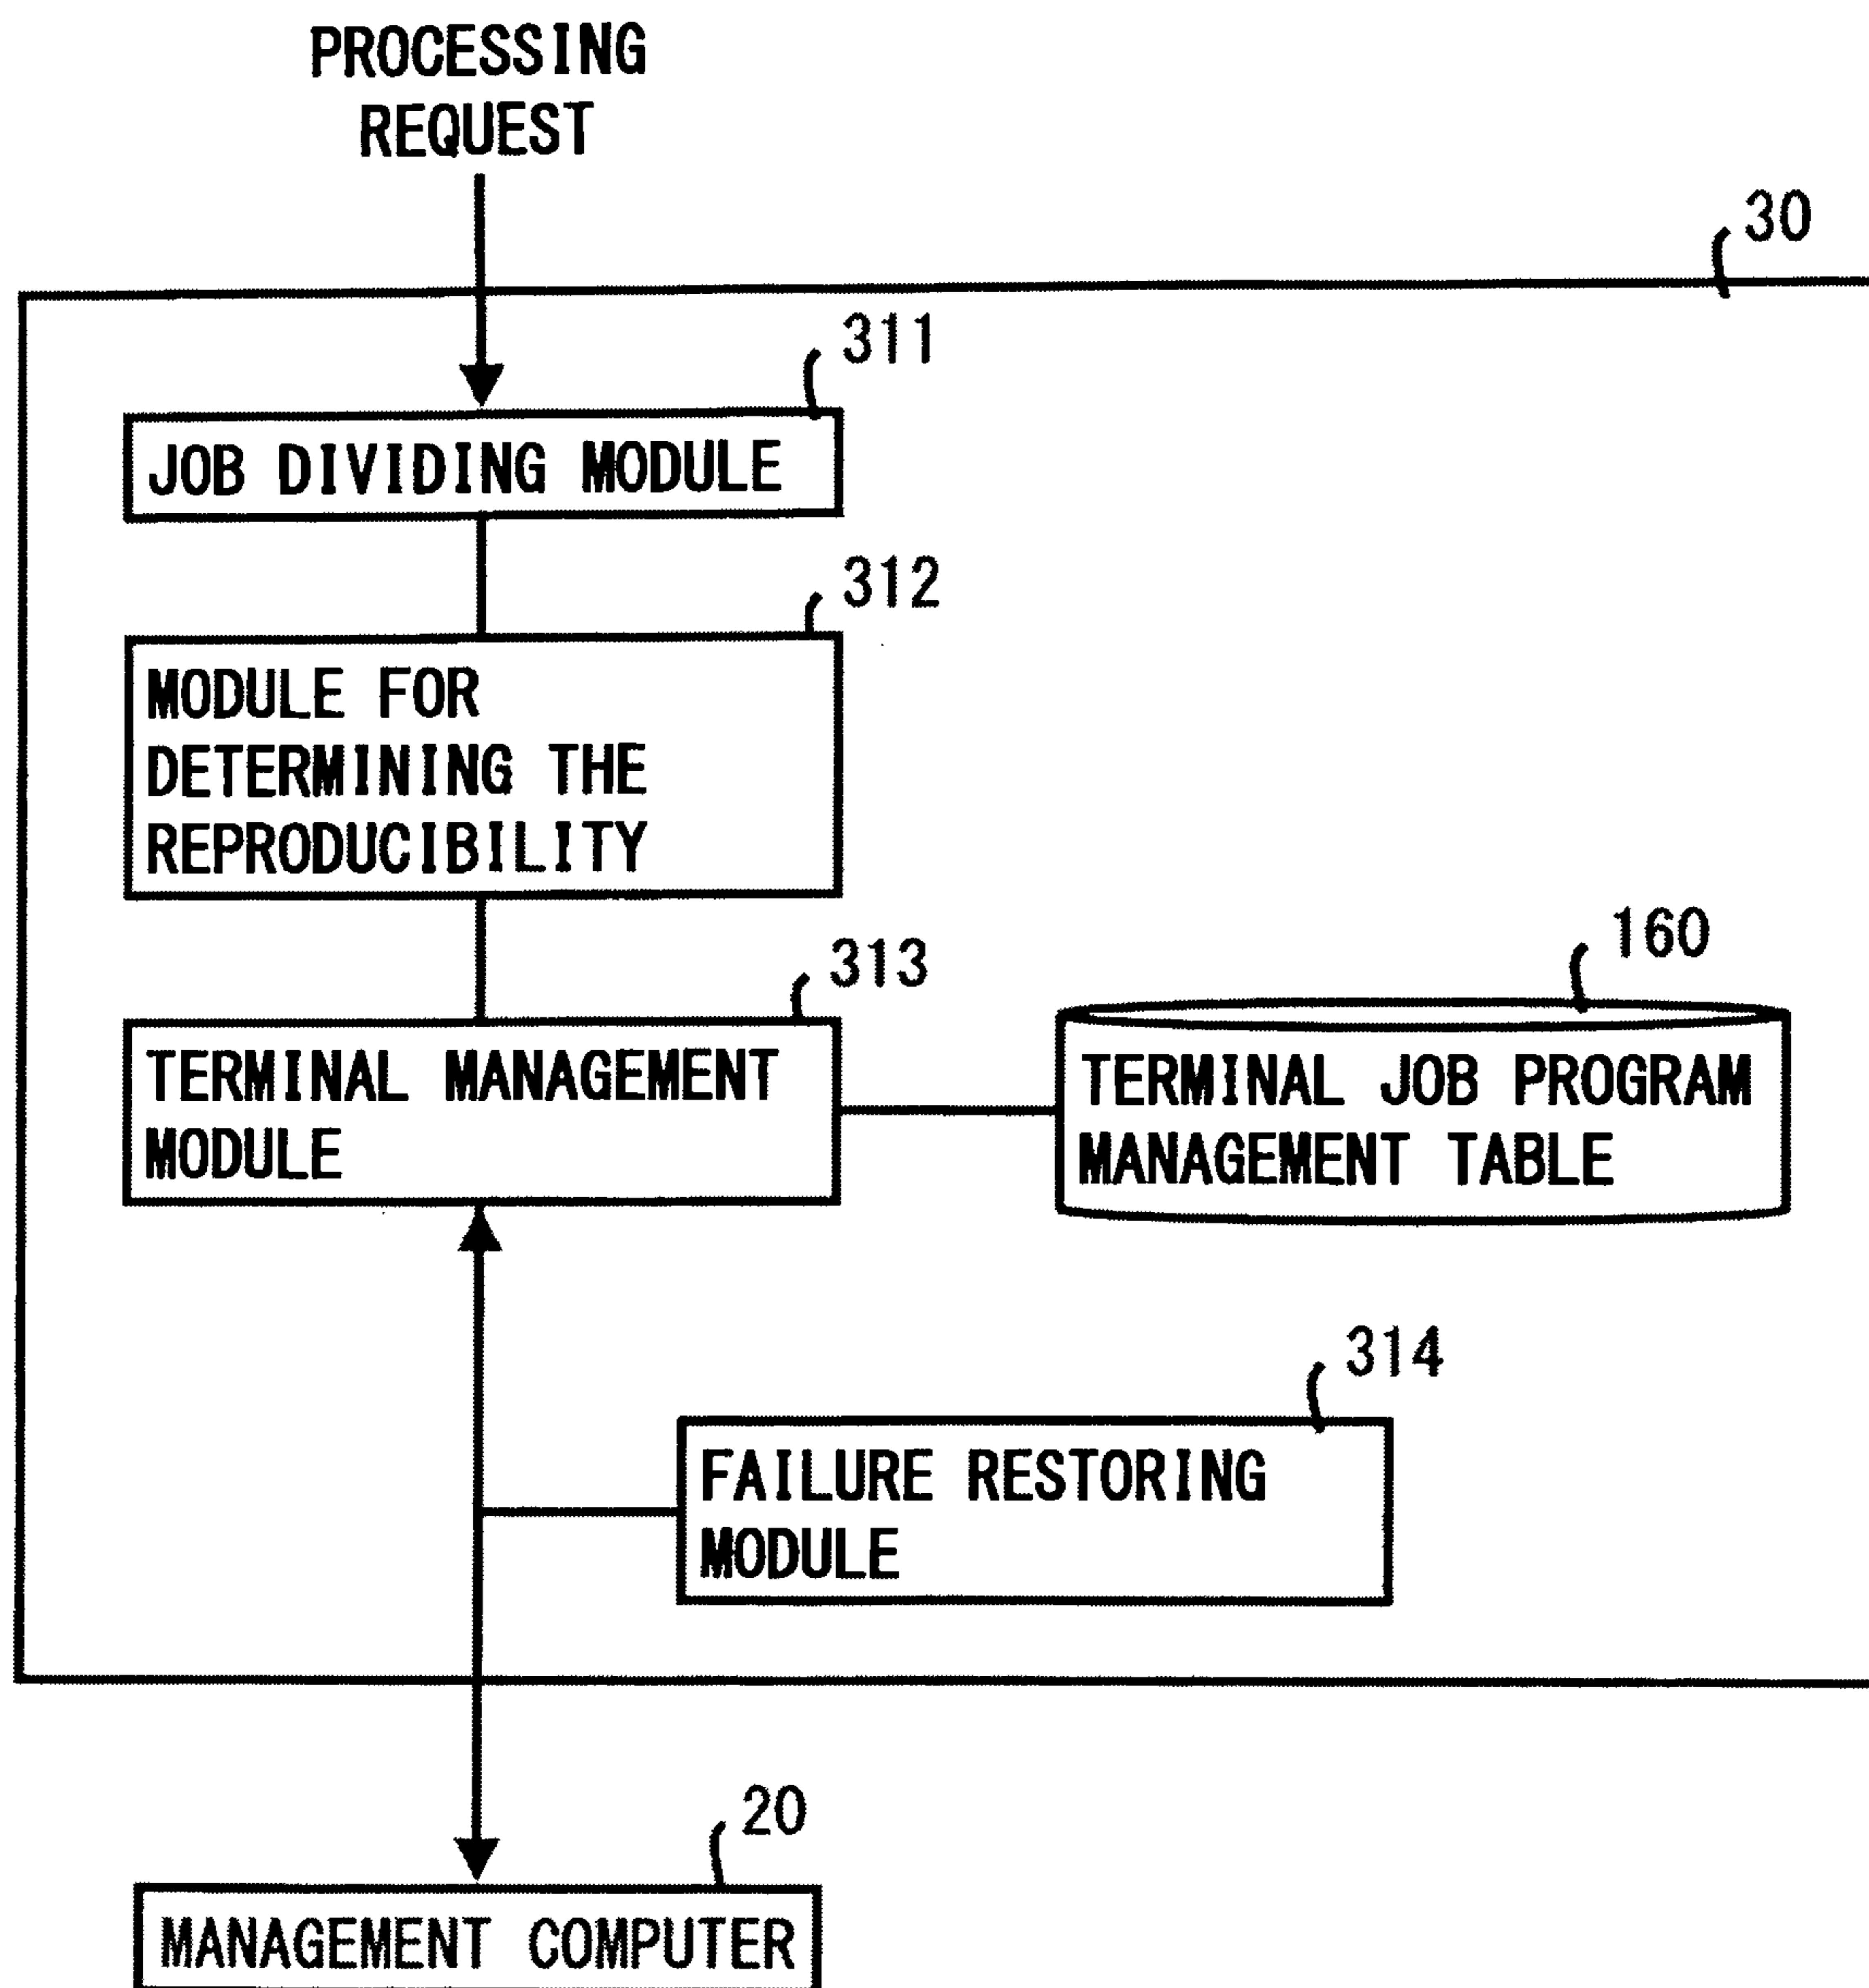 PROCESSING
REQUEST
30
311
JOB DIVIDING MODULE
312
MODULE FOR
DETERMINING THE
REPRODUCIBILITY
313
160
TERMINAL MANAGEMENT
MODULE
TERMINAL JOB PROGRAM
MANAGEMENT TABLE
314
FAILURE RESTORING
MODULE
20
MANAGEMENT COMPUTER